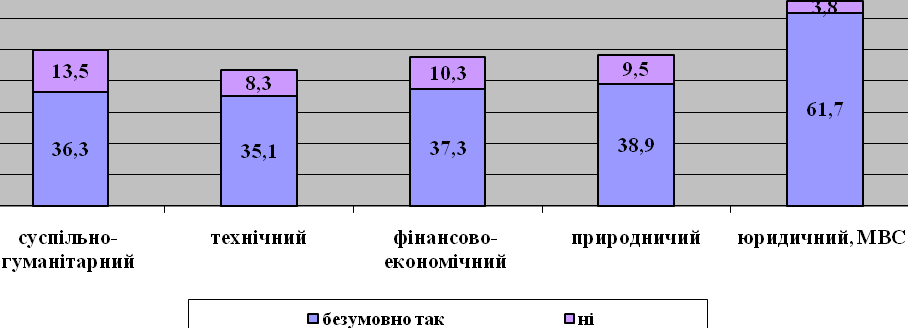 13,5
8,3
10,3
9,5
3,8
36,3
35,1
37,3
38,9
61,7
суспільно-
гуманітарний
технічний
фінансово-
економічний
природничий
юридичний, МВС
безумовно так
ні